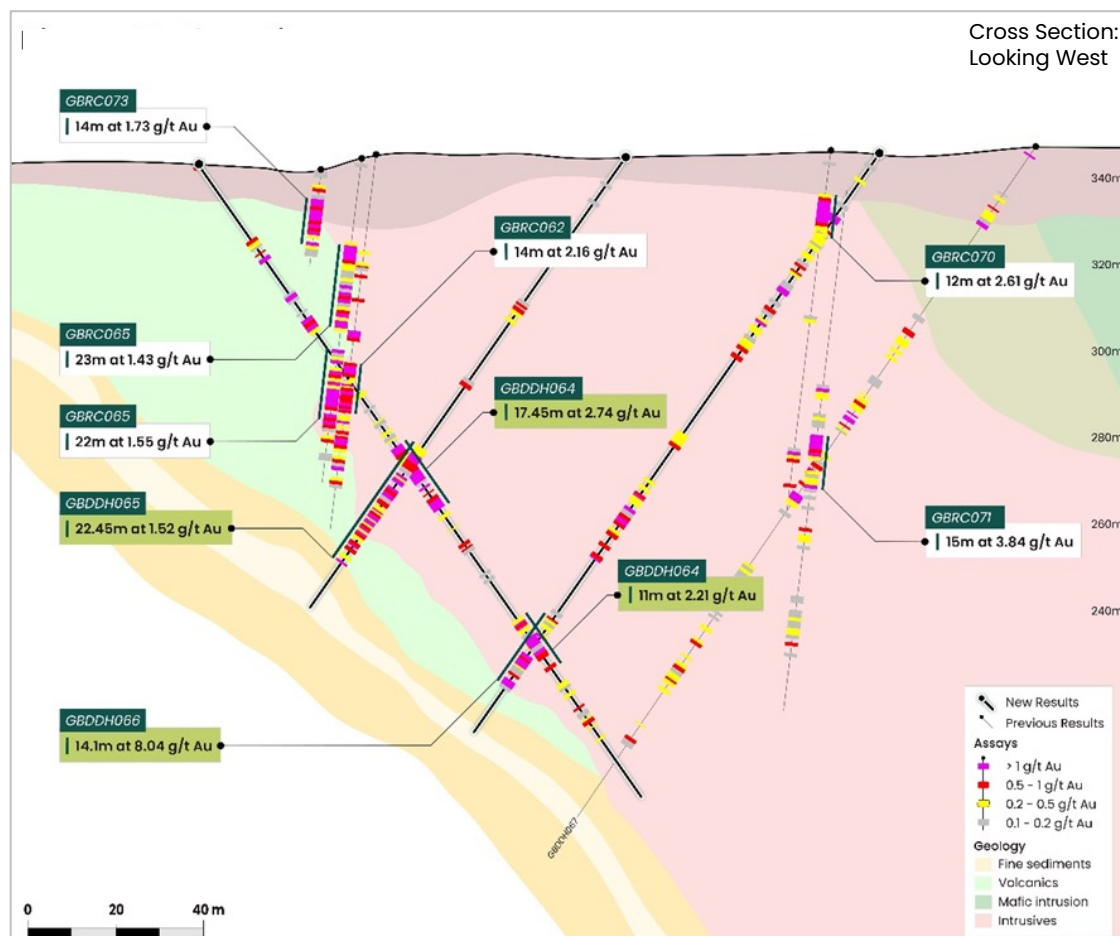 Cross Section:
Looking West
GBRC073
14m at 1.73 g/t Au
340m
GBRC062
14m at 2.16 g/t Au
GBRC070
12m at 2.61 g/t Au
320m
GBRC065
23m at 1.43 g/t Au
300m
GBDDH064
17.45m at 2.74 g/t Au
GBRC065
22m at 1.55 g/t Au
280m
GBDDH065
22.45m at 1.52 g/t Au
GBRC071
15m at 3.84 g/t Au
260m
GBDDH064
11m at 2.21 g/t Au
240m
GBDDH066
14.1m at 8.04 g/t Au
GBDDH067
New Results
Previous Results
Assays
> 1 g/t Au
0.5 - 1 g/t Au
0.2 - 0.5 g/t Au
0.1 - 0.2 g/t Au
Geology
Fine sediments
Volcanics
Mafic intrusion
Intrusives
0 20 40 m